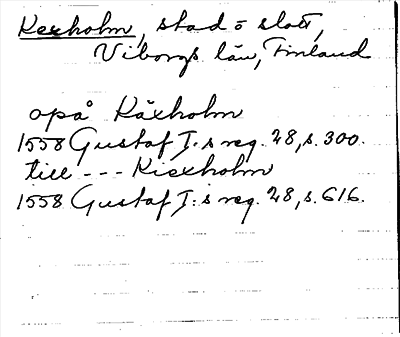 Kexholm, stad o slott,
Viborgs län, Finland
opå Käxholm
1558 Gustaf I:s reg. 28, s. 300.
till --- Kiexholm
1558 Gustaf I:s reg. 28, s. 616.